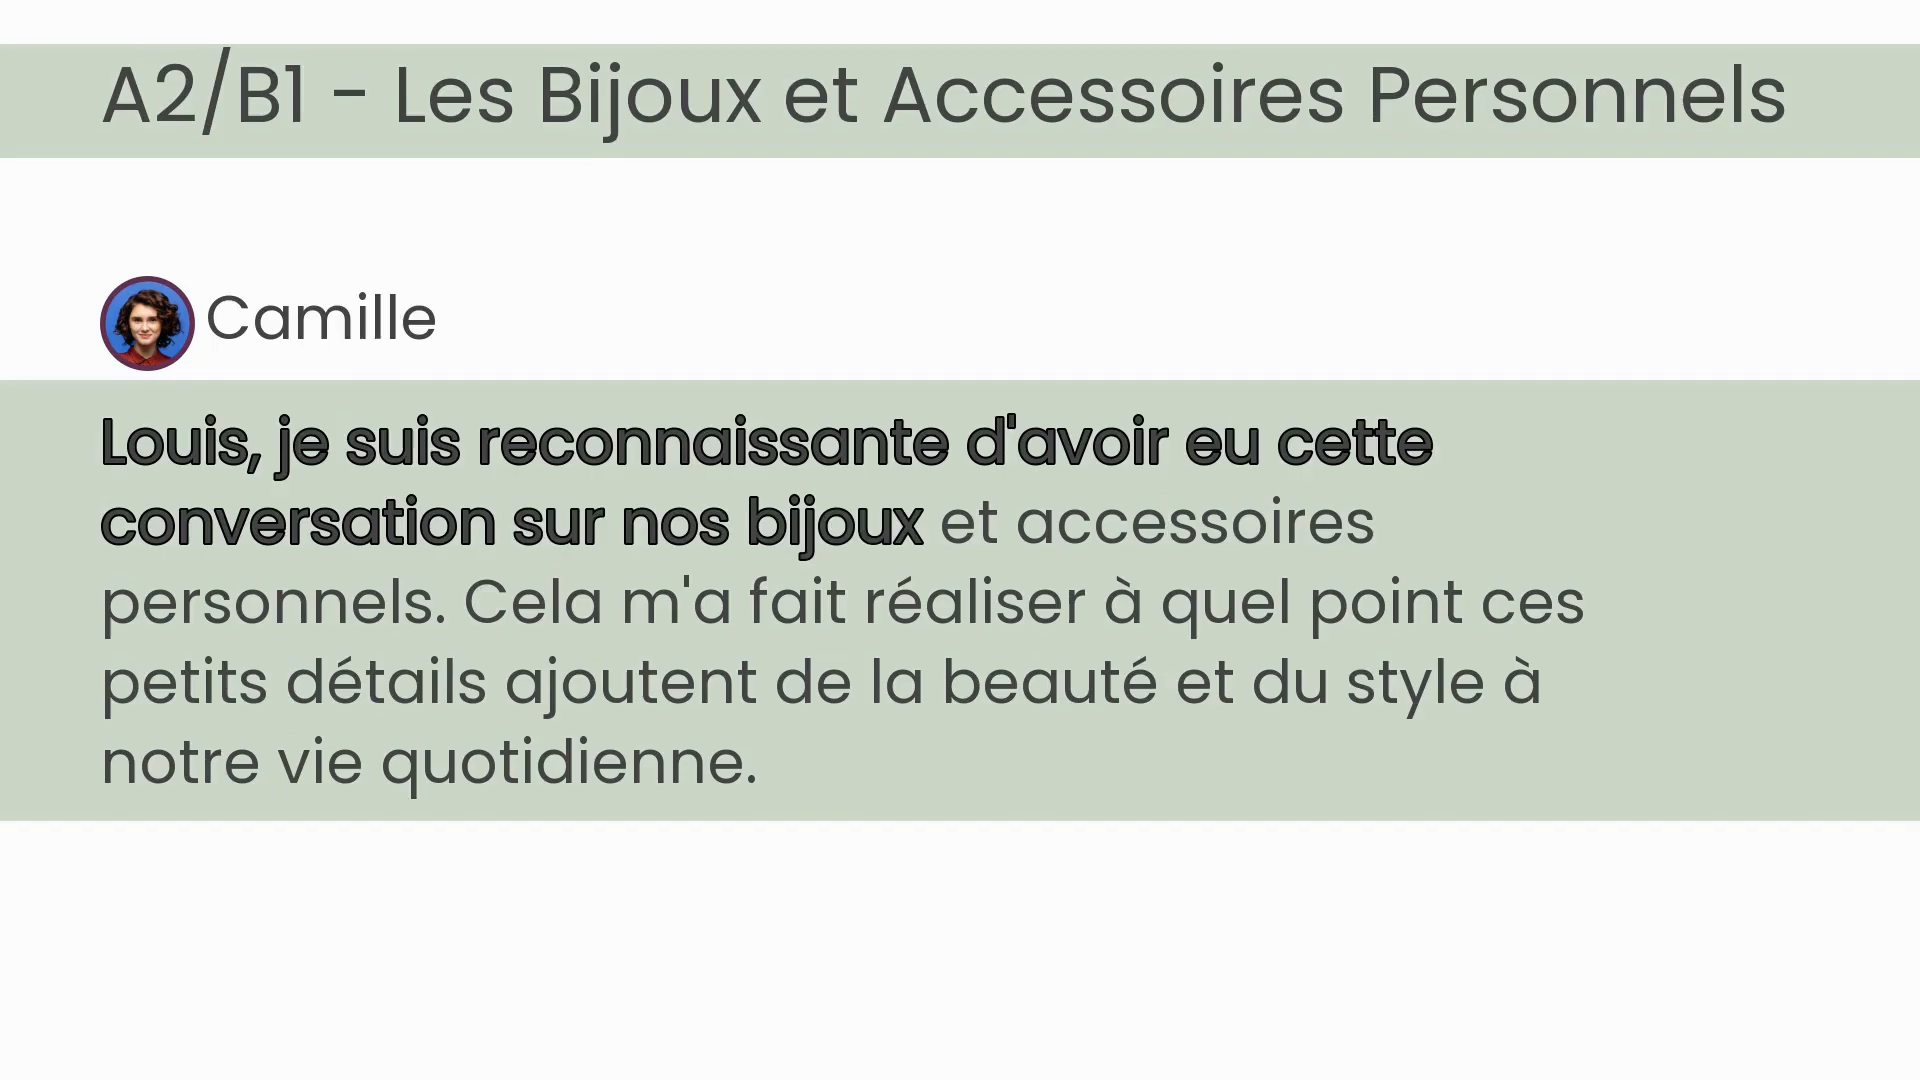 A2/B1 - Les Bijoux et Accessoires Personnels
Camille
Louis, je suis reconnaissante d'avoir eu cette
conversation sur nos bijoux et accessoires
personnels. Cela m'a fait réaliser à quel point ces
petits détails ajoutent de la beauté et du style à
notre vie quotidienne.